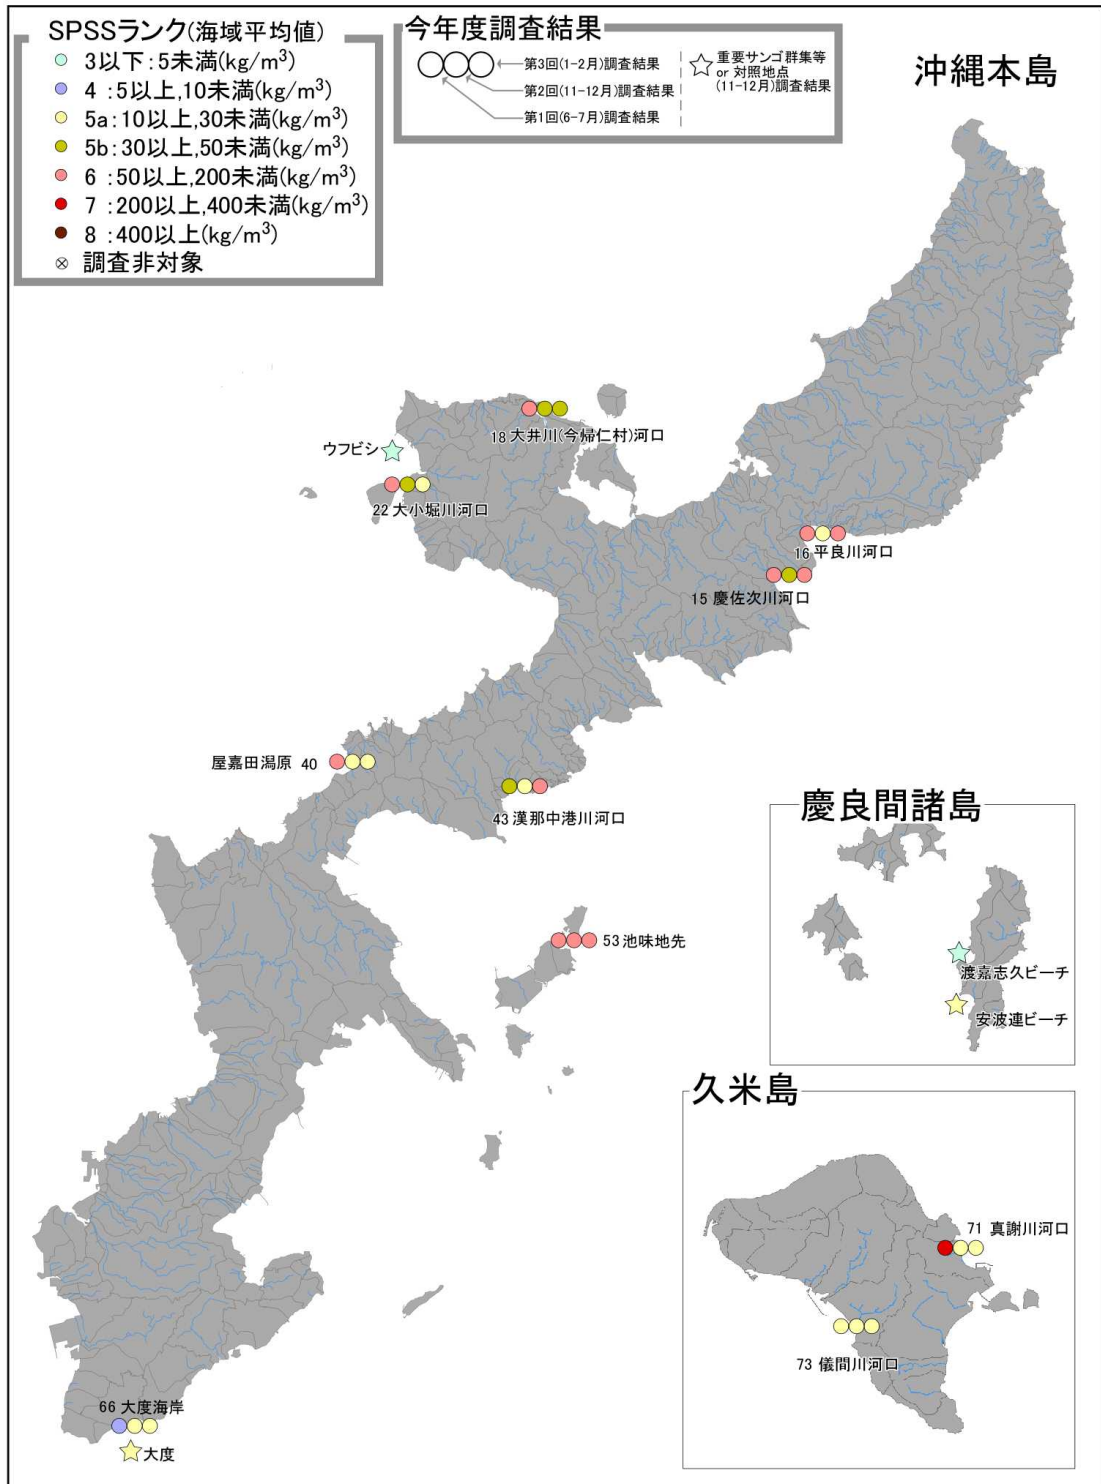 SPSSランク(海域平均値)
3以下:5未満(kg/m³)
4 :5以上,10未満(kg/m³)
5a:10以上,30未満(kg/m³)
5b:30以上,50未満(kg/m³)
6 :50以上,200未満(kg/m³)
7 :200以上,400未満(kg/m³)
8 :400以上(kg/m³)
調査非対象
今年度調査結果
第3回(1-2月)調査結果
第2回(11-12月)調査結果
第1回(6-7月)調査結果
重要サンゴ群集等
or 対照地点
(11-12月)調査結果
沖縄本島
18 大井川(今帰仁村)河口
ウフビシ
22 大小堀川河口
16 平良川河口
15 慶佐次川河口
屋嘉田潟原 40
43 漢那中港川河口
53 池味地先
慶良間諸島
渡嘉志久ビーチ
安波連ビーチ
久米島
71 真謝川河口
73 儀間川河口
66 大度海岸
大度